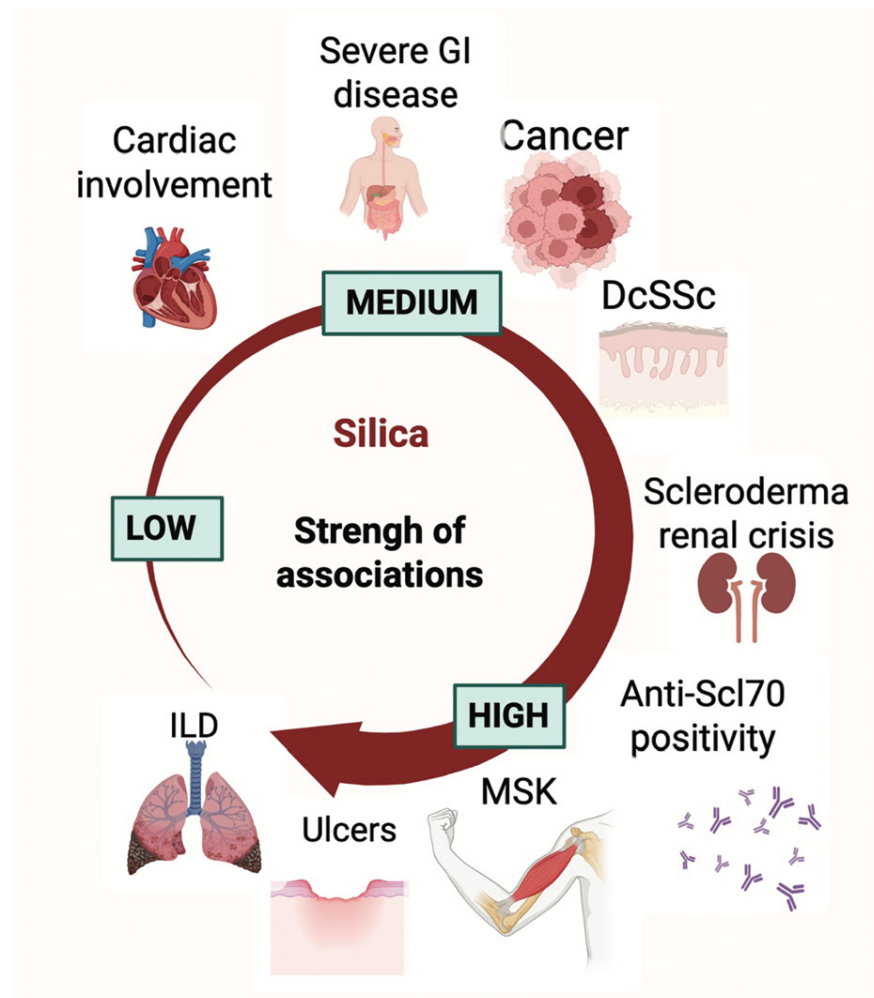 Severe GI
disease
Cardiac
involvement
Cancer
DcSSc
MEDIUM
Silica
Strengh of
associations
LOW
Scleroderma
renal crisis
HIGH
Anti-Scl70
positivity
ILD
MSK
Ulcers